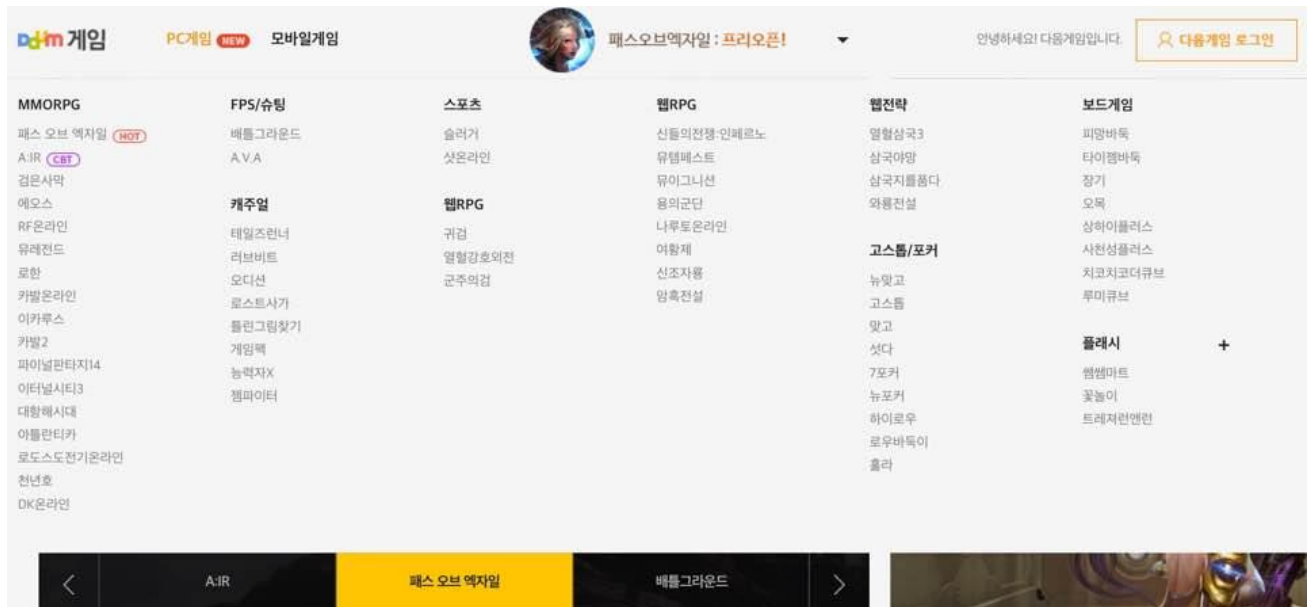 Daum 게임
PC게임 NEW 모바일게임
패스오브엑자일 : 프리오픈!
안녕하세요! 다음게임입니다.
다음게임 로그인
MMORPG
패스 오브 엑자일 HOT
A:IR CBT
검은사막
에오스
RF온라인
뮤레전드
로한
카발온라인
이카루스
카발2
파이널판타지14
이터널시티3
대항해시대
아틀란티카
로도스도전기온라인
천년호
DK온라인
FPS/슈팅
배틀그라운드
A.V.A
캐주얼
테일즈런너
러브비트
오디션
로스트사가
틀린그림찾기
게임팩
능력자X
젬파이터
스포츠
슬러거
샷온라인
웹RPG
귀검
열혈강호외전
군주의검
웹RPG
신들의전쟁:인페르노
뮤템페스트
뮤이그니션
용의군단
나루토온라인
여황제
신조자룡
암흑전설
웹전략
열혈삼국3
삼국야망
삼국지를품다
와룡전설
고스톱/포커
뉴맞고
고스톱
맞고
섯다
7포커
뉴포커
하이로우
로우바둑이
훌라
보드게임
피망바둑
타이젬바둑
장기
오목
상하이플러스
사천성플러스
치코치코더큐브
루미큐브
플래시 +
쌤쌤마트
꽃놀이
트레져런앤런
A:IR
패스 오브 엑자일
배틀그라운드